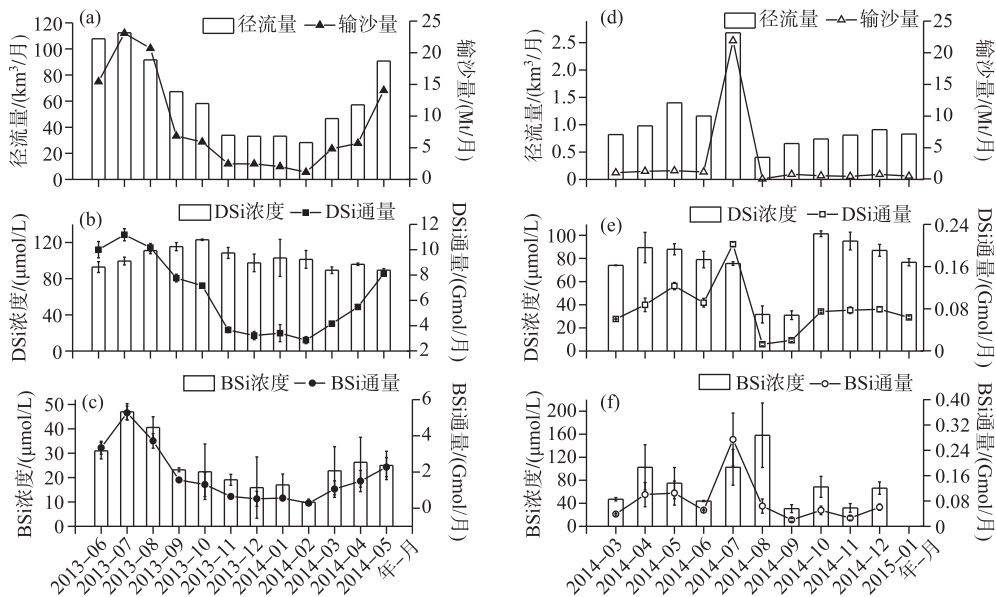 (a)
径流量
输沙量
径流量/(km³/月)
120
100
80
60
40
20
0
25
20
15
10
5
0
输沙量/(Mt/月)
(d)
径流量
输沙量
径流量/(km³/月)
2.5
2.0
1.5
1.0
0.5
0
25
20
15
10
5
0
输沙量/(Mt/月)
(b)
DSi浓度
DSi通量
DSi浓度/(μmol/L)
120
80
40
0
12
10
8
6
4
2
DSi通量/(Gmol/月)
(e)
DSi浓度
DSi通量
DSi浓度/(μmol/L)
100
80
60
40
20
0
0.24
0.16
0.08
0
DSi通量/(Gmol/月)
(c)
BSi浓度
BSi通量
BSi浓度/(μmol/L)
50
40
30
20
10
0
6
4
2
0
BSi通量/(Gmol/月)
2013–06
2013–07
2013–08
2013–09
2013–10
2013–11
2013–12
2014–01
2014–02
2014–03
2014–04
2014–05
年–月
(f)
BSi浓度
BSi通量
BSi浓度/(μmol/L)
200
160
120
80
40
0
0.40
0.32
0.24
0.16
0.08
0
BSi通量/(Gmol/月)
2014–03
2014–04
2014–05
2014–06
2014–07
2014–08
2014–09
2014–10
2014–11
2014–12
2015–01
年–月